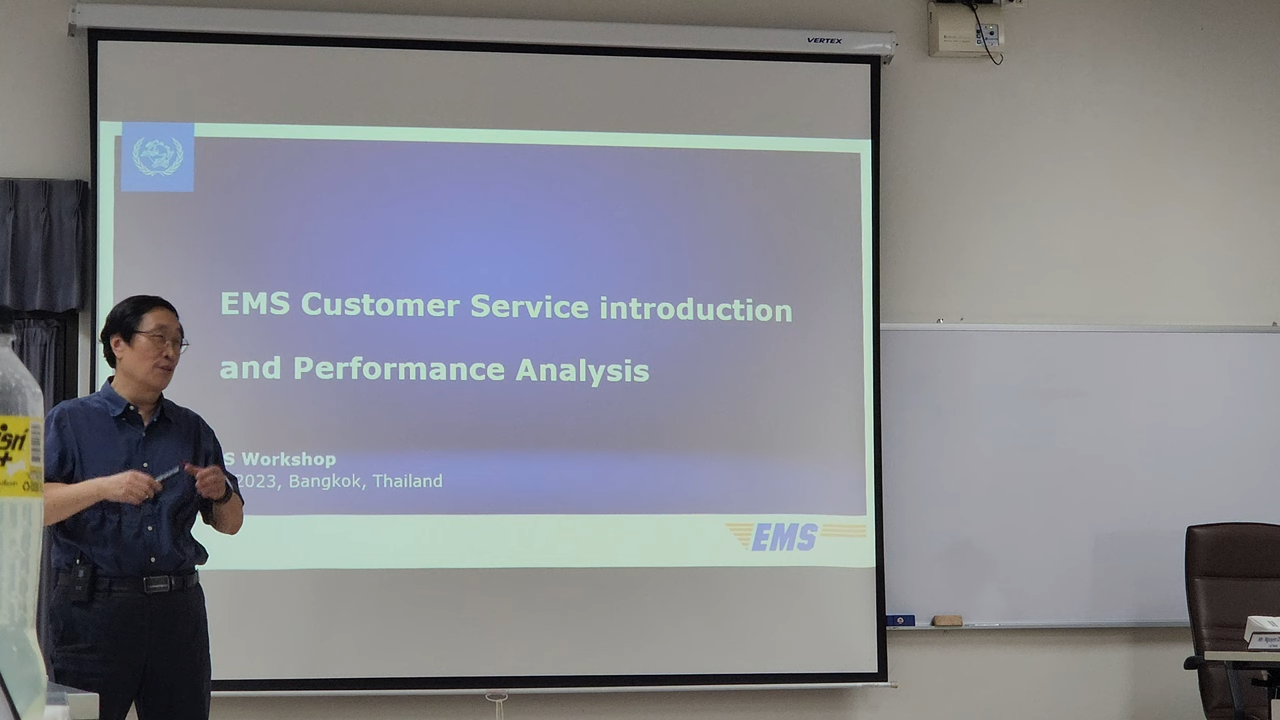 VERTEX
EMS Customer Service introduction
and Performance Analysis
S Workshop
2023, Bangkok, Thailand
EMS